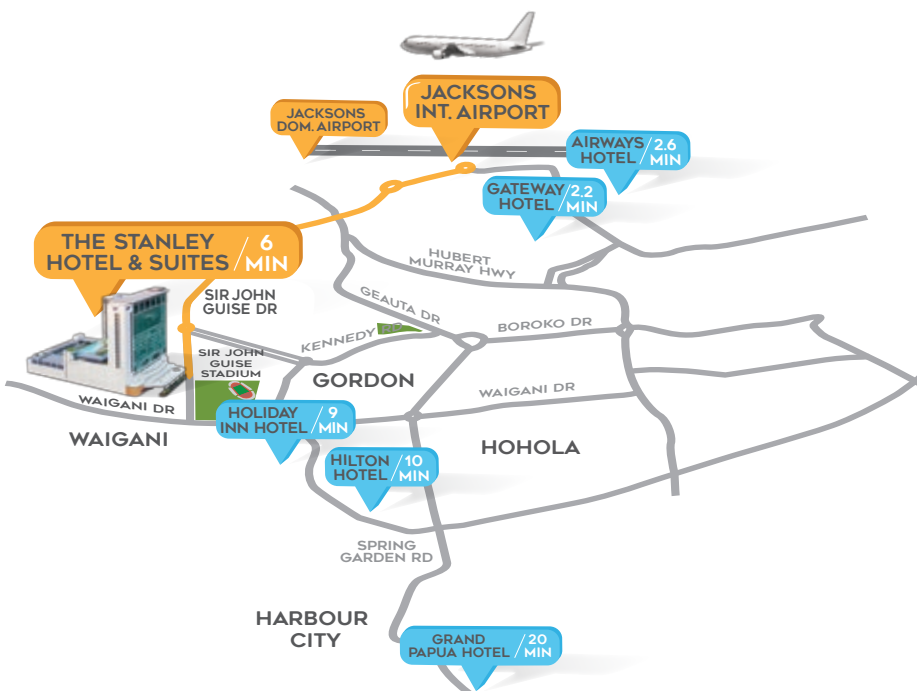 JACKSONS
INT. AIRPORT
JACKSONS
DOM. AIRPORT
AIRWAYS
HOTEL / 2.6
MIN
GATEWAY
HOTEL / 2.2
MIN
THE STANLEY
HOTEL & SUITES / 6
MIN
HUBERT
MURRAY HWY
SIR JOHN
GUISE DR
GEAUTA DR
KENNEDY RD
BOROKO DR
SIR JOHN
GUISE
STADIUM
GORDON
WAIGANI DR
WAIGANI DR
WAIGANI
HOLIDAY
INN HOTEL / 9
MIN
HOHOLA
HILTON
HOTEL / 10
MIN
SPRING
GARDEN RD
HARBOUR
CITY
GRAND
PAPUA HOTEL / 20
MIN